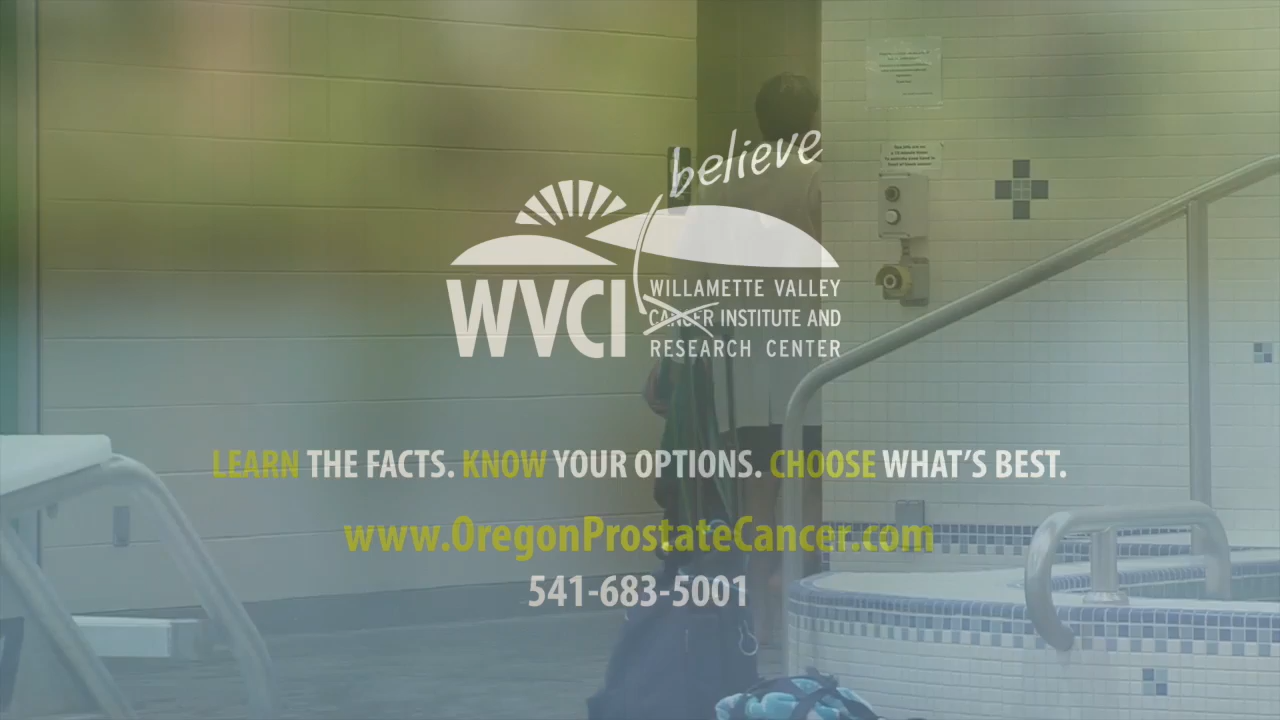 believe
WVCI
WILLAMETTE VALLEY
CANCER INSTITUTE AND
RESEARCH CENTER
LEARN THE FACTS. KNOW YOUR OPTIONS. CHOOSE WHAT'S BEST.
www.OregonProstateCancer.com
541-683-5001